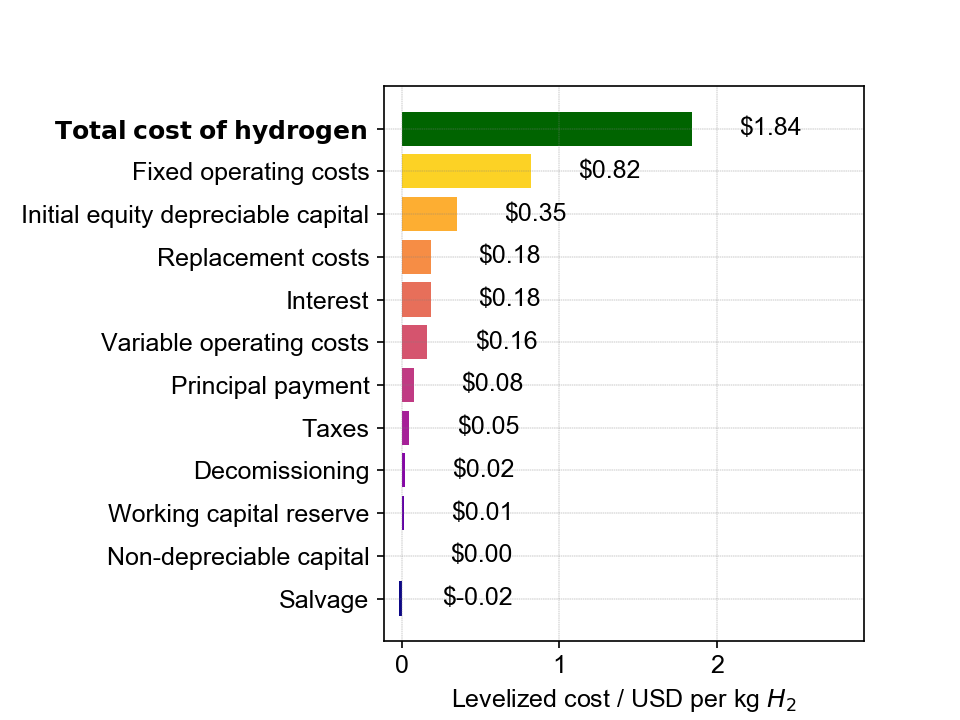 Total cost of hydrogen $1.84
Fixed operating costs $0.82
Initial equity depreciable capital $0.35
Replacement costs $0.18
Interest $0.18
Variable operating costs $0.16
Principal payment $0.08
Taxes $0.05
Decomissioning $0.02
Working capital reserve $0.01
Non-depreciable capital $0.00
Salvage $-0.02
0 1 2
Levelized cost / USD per kg H₂